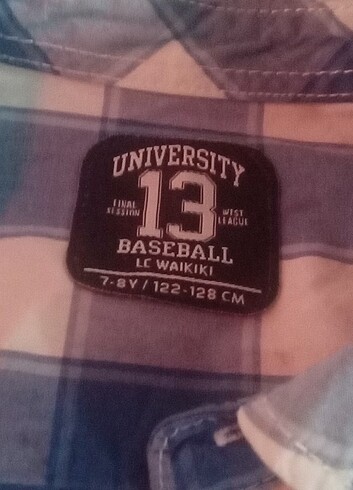 UNIVERSITY
13
FINAL SESSION
WEST LEAGUE
BASEBALL
LC WAIKIKI
7-8Y / 122-128 CM